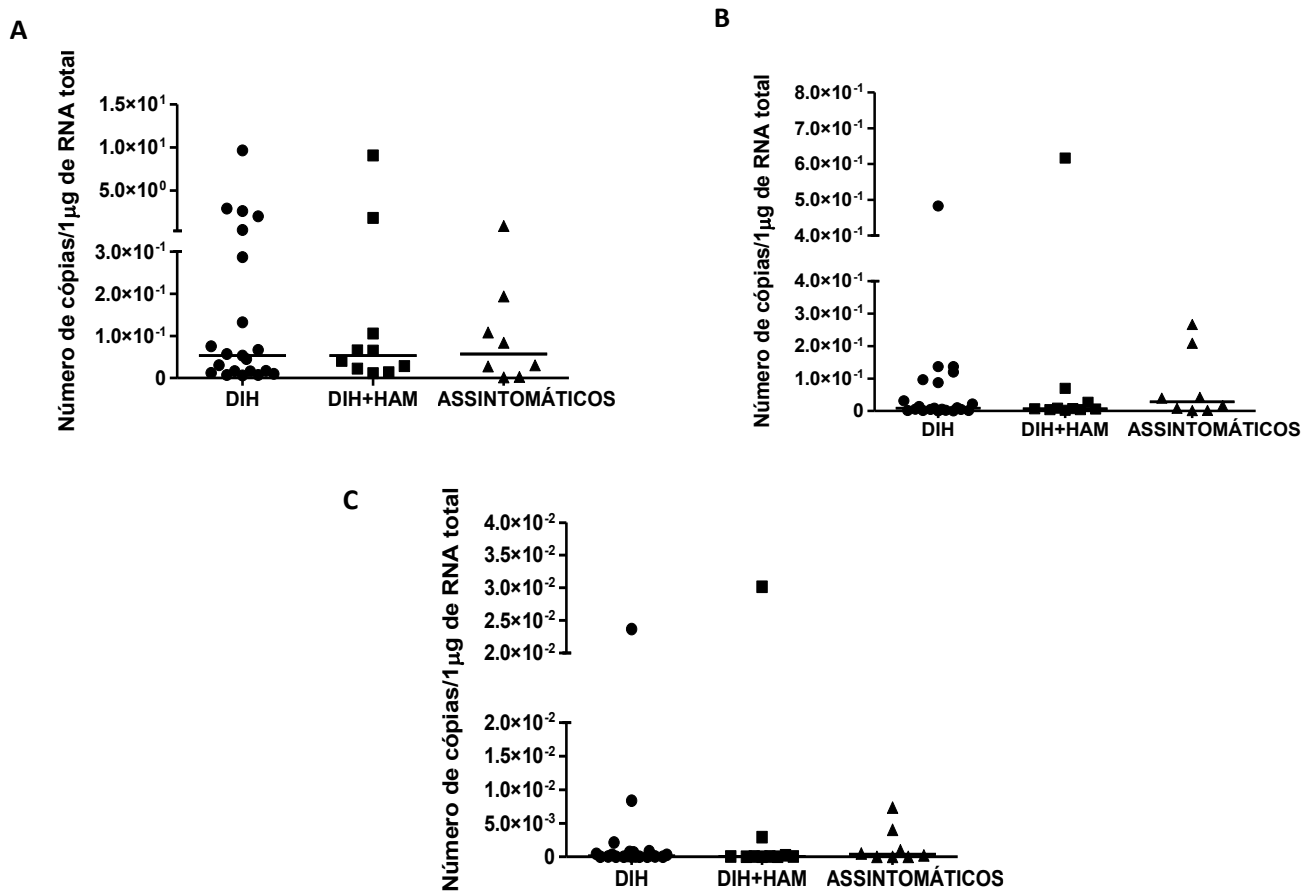 A
Número de cópias/1µg de RNA total
1.5×10¹
1.0×10¹
5.0×10⁰
3.0×10⁻¹
2.0×10⁻¹
1.0×10⁻¹
0
DIH
DIH+HAM
ASSINTOMÁTICOS
B
Número de cópias/1µg de RNA total
8.0×10⁻¹
7.0×10⁻¹
6.0×10⁻¹
5.0×10⁻¹
4.0×10⁻¹
4.0×10⁻¹
3.0×10⁻¹
2.0×10⁻¹
1.0×10⁻¹
0
DIH
DIH+HAM
ASSINTOMÁTICOS
C
Número de cópias/1µg de RNA total
4.0×10⁻²
3.5×10⁻²
3.0×10⁻²
2.5×10⁻²
2.0×10⁻²
2.0×10⁻²
1.5×10⁻²
1.0×10⁻²
5.0×10⁻³
0
DIH
DIH+HAM
ASSINTOMÁTICOS